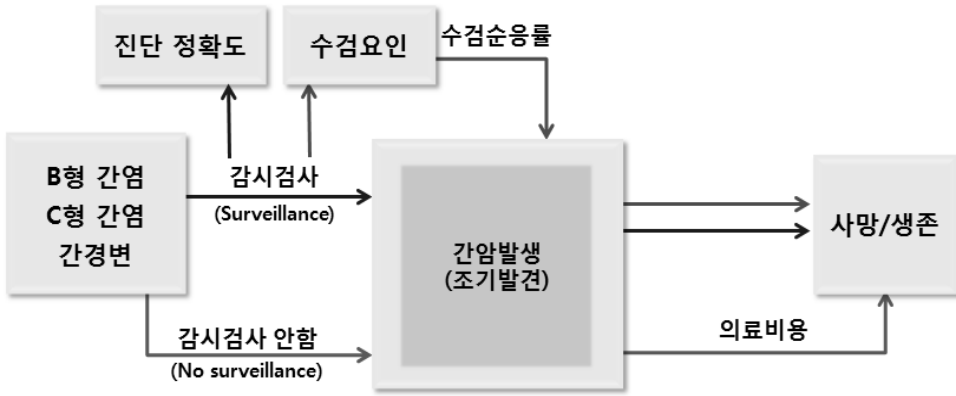 진단 정확도
수검요인
수검순응률
B형 간염
C형 간염
간경변
감시검사
(Surveillance)
간암발생
(조기발견)
사망/생존
감시검사 안함
(No surveillance)
의료비용